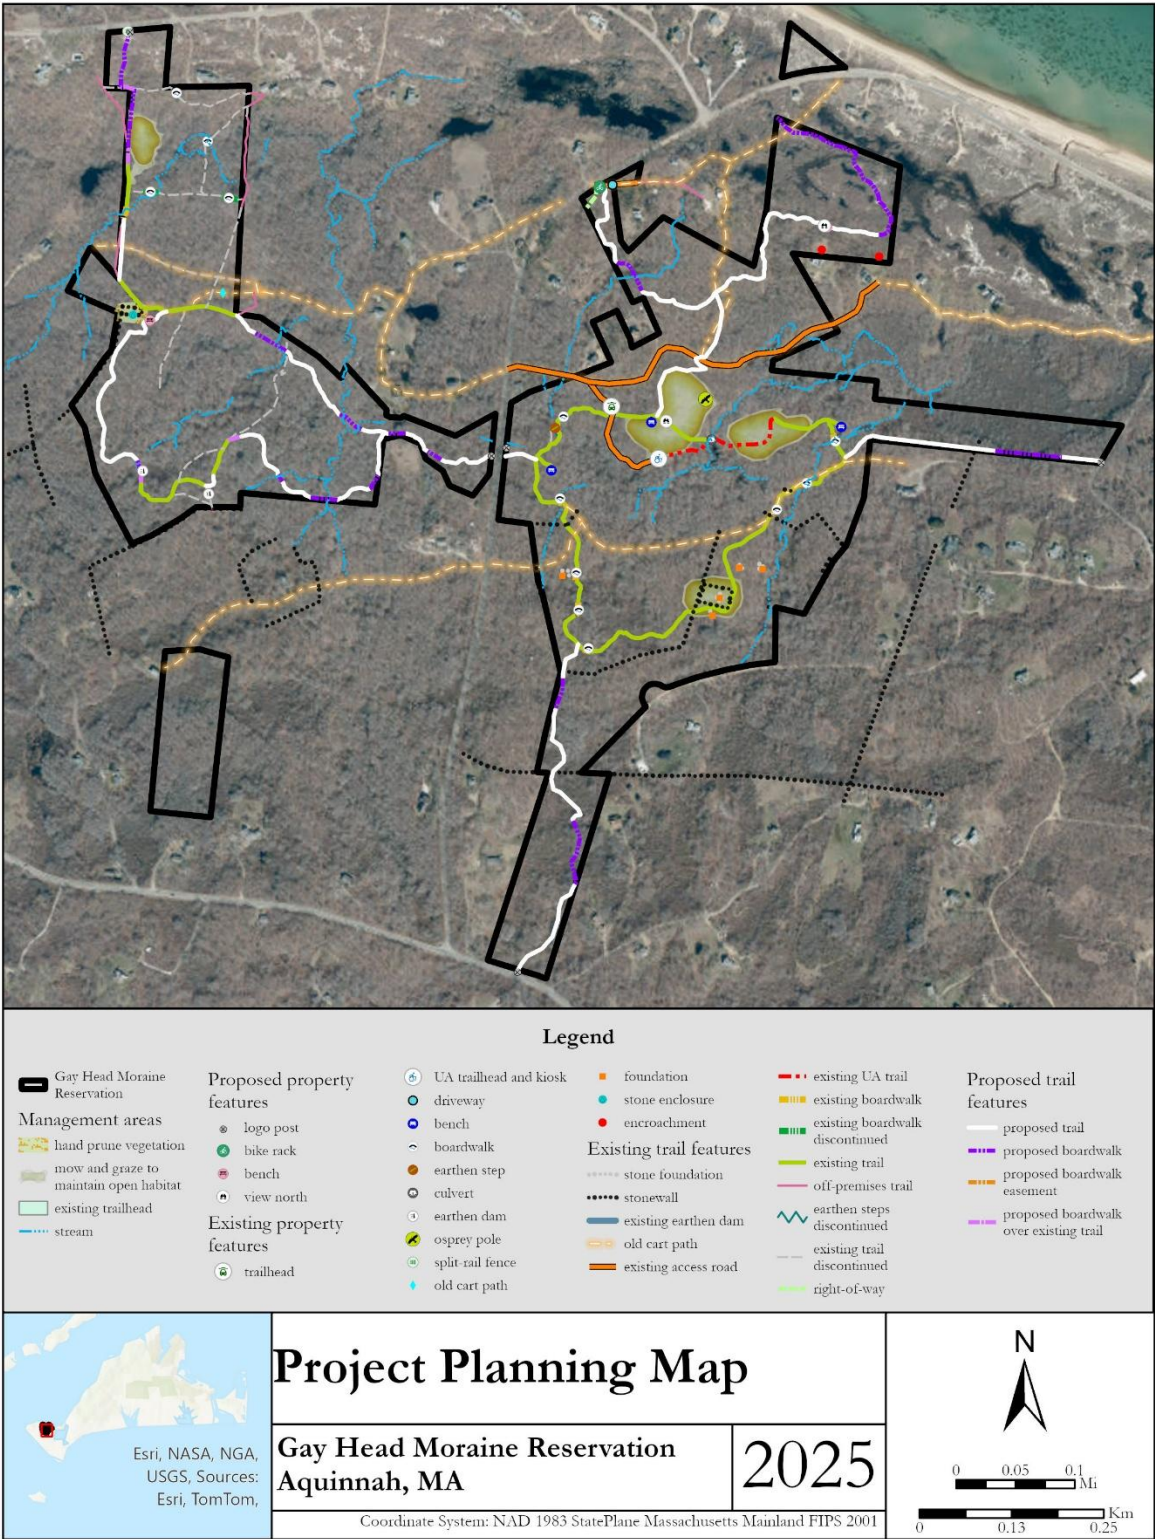 Legend
Gay Head Moraine
Reservation
Management areas
hand prune vegetation
mow and graze to
maintain open habitat
existing trailhead
stream
Proposed property
features
logo post
bike rack
bench
view north
Existing property
features
trailhead
UA trailhead and kiosk
driveway
bench
boardwalk
earthen step
culvert
earthen dam
osprey pole
split-rail fence
old cart path
foundation
stone enclosure
encroachment
Existing trail features
stone foundation
stonewall
existing earthen dam
old cart path
existing access road
existing UA trail
existing boardwalk
existing boardwalk
discontinued
existing trail
off-premises trail
earthen steps
discontinued
existing trail
discontinued
right-of-way
Proposed trail
features
proposed trail
proposed boardwalk
proposed boardwalk
easement
proposed boardwalk
over existing trail
Esri, NASA, NGA,
USGS, Sources:
Esri, TomTom,
Project Planning Map
Gay Head Moraine Reservation
Aquinnah, MA
2025
Coordinate System: NAD 1983 StatePlane Massachusetts Mainland FIPS 2001
N
0 0.05 0.1
Mi
Km
0 0.13 0.25